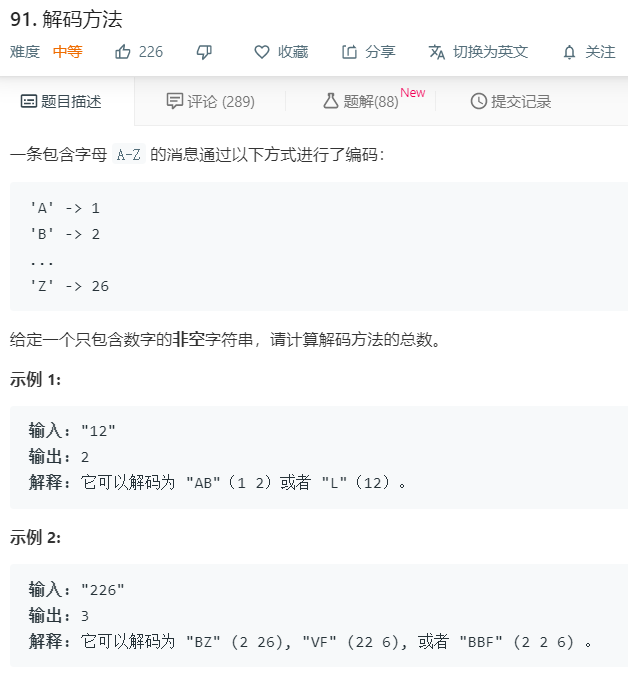 91. 解码方法
难度 中等 226 收藏 分享 切换为英文 关注
题目描述 评论 (289) 题解(88) New 提交记录
一条包含字母 A-Z 的消息通过以下方式进行了编码：
'A' -> 1
'B' -> 2
...
'Z' -> 26
给定一个只包含数字的非空字符串，请计算解码方法的总数。
示例 1:
输入: "12"
输出: 2
解释: 它可以解码为 "AB"（1 2）或者 "L"（12）。
示例 2:
输入: "226"
输出: 3
解释: 它可以解码为 "BZ" (2 26), "VF" (22 6), 或者 "BBF" (2 2 6) 。